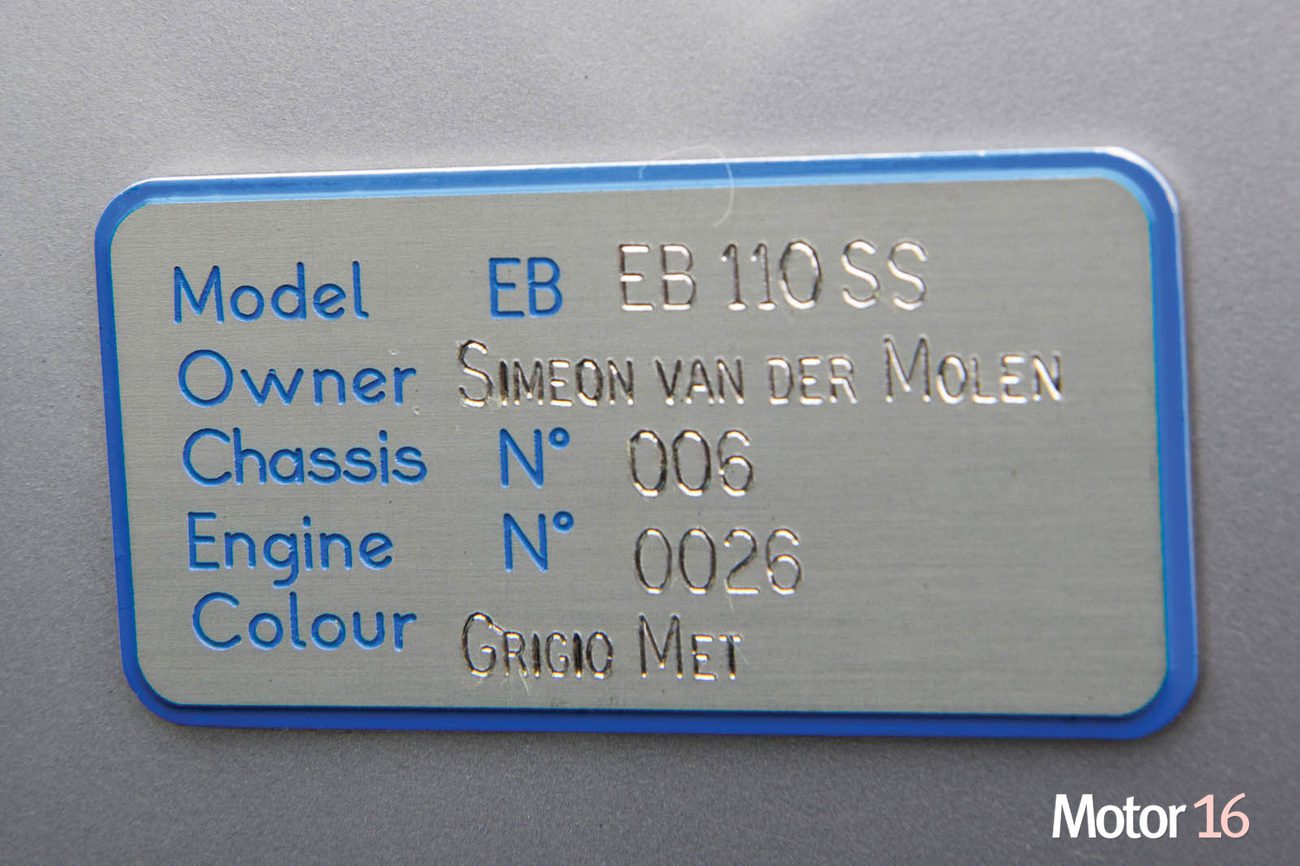 Model EB EB 110 SS
Owner SIMEON VAN DER MOLEN
Chassis N° 006
Engine N° 0026
Colour GRIGIO MET
Motor 16